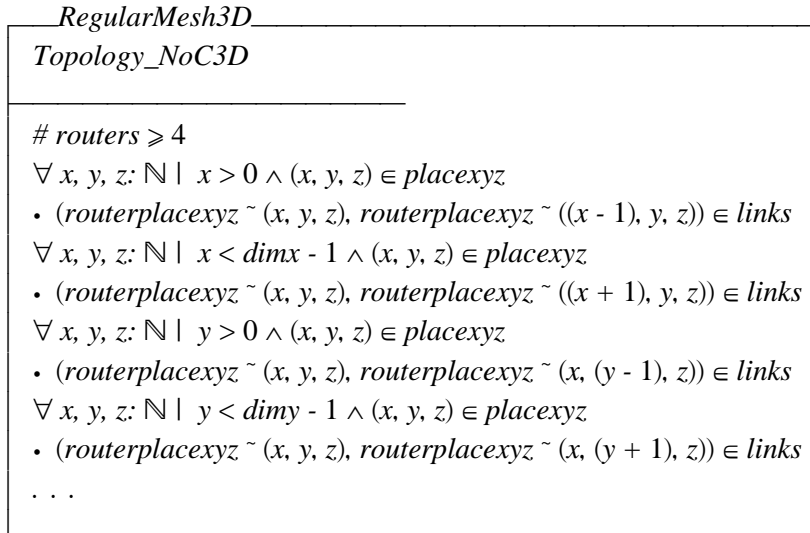 RegularMesh3D
Topology_NoC3D
# routers ⩾ 4
∀ x, y, z: ℕ | x > 0 ∧ (x, y, z) ∈ placexyz
• (routerplacexyz ~ (x, y, z), routerplacexyz ~ ((x - 1), y, z)) ∈ links
∀ x, y, z: ℕ | x < dimx - 1 ∧ (x, y, z) ∈ placexyz
• (routerplacexyz ~ (x, y, z), routerplacexyz ~ ((x + 1), y, z)) ∈ links
∀ x, y, z: ℕ | y > 0 ∧ (x, y, z) ∈ placexyz
• (routerplacexyz ~ (x, y, z), routerplacexyz ~ (x, (y - 1), z)) ∈ links
∀ x, y, z: ℕ | y < dimy - 1 ∧ (x, y, z) ∈ placexyz
• (routerplacexyz ~ (x, y, z), routerplacexyz ~ (x, (y + 1), z)) ∈ links
. . .